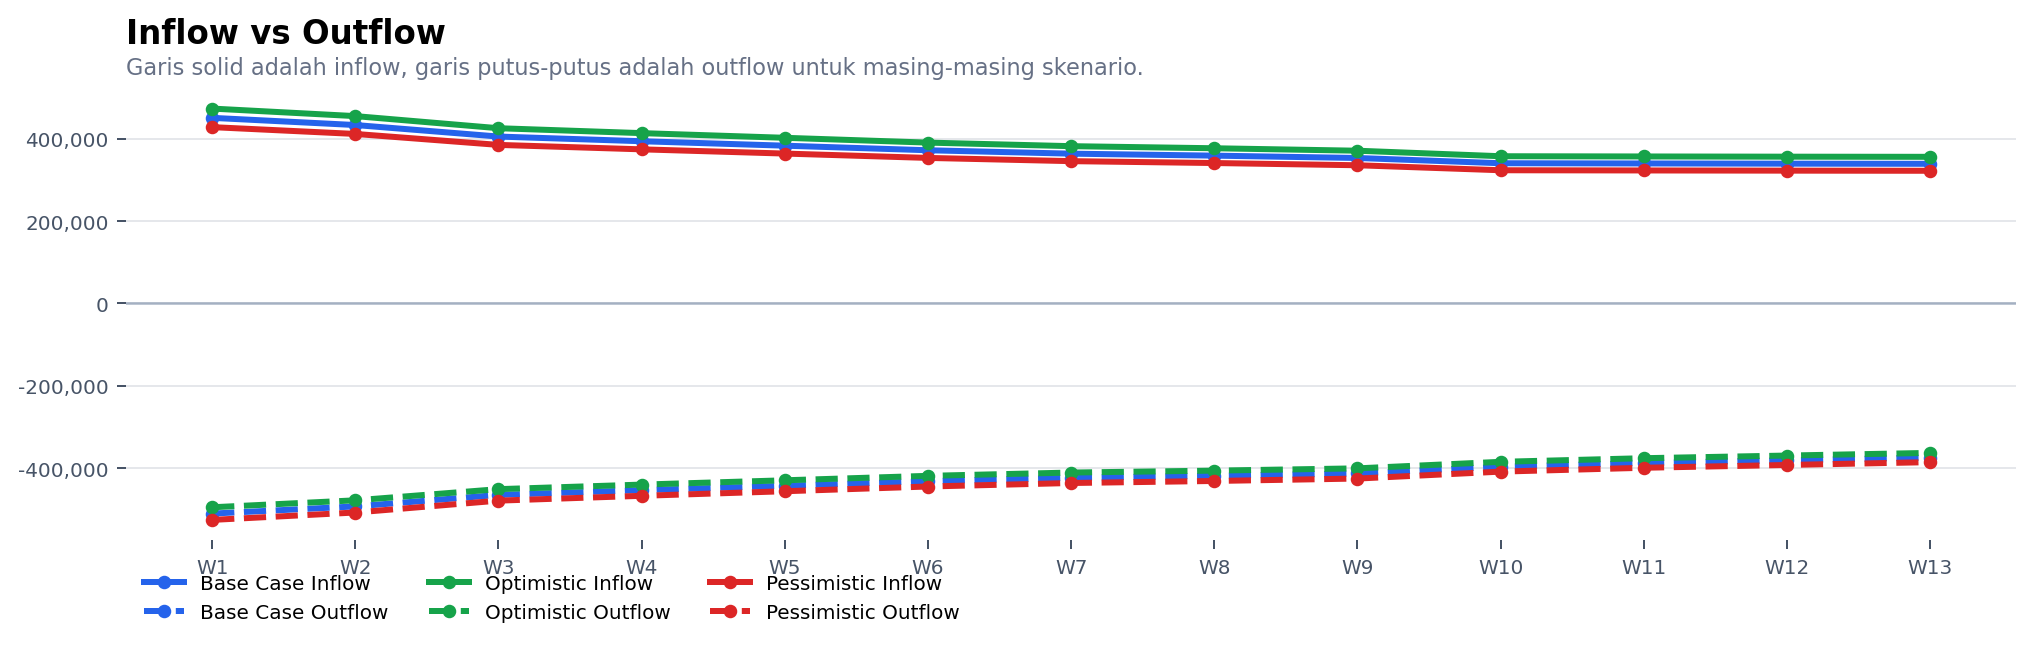 Inflow vs Outflow
Garis solid adalah inflow, garis putus-putus adalah outflow untuk masing-masing skenario.
400,000
200,000
0
-200,000
-400,000
W1 W2 W3 W4 W5 W6 W7 W8 W9 W10 W11 W12 W13
Base Case Inflow Optimistic Inflow Pessimistic Inflow
Base Case Outflow Optimistic Outflow Pessimistic Outflow